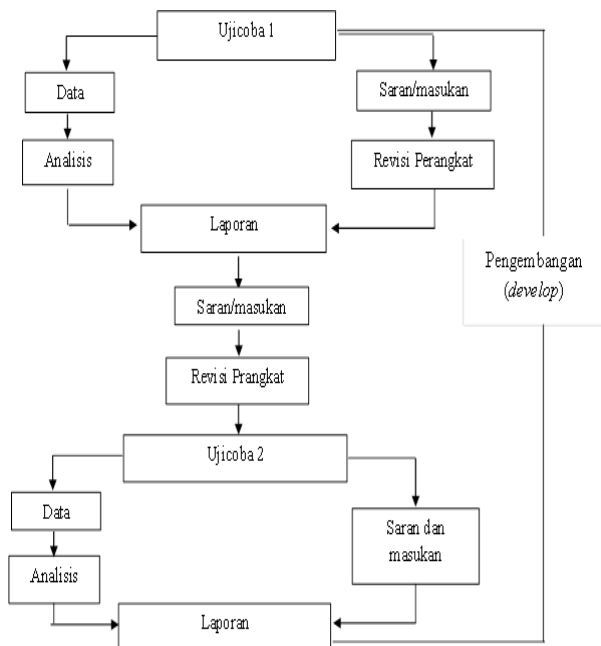 Ujicoba 1
Data
Saran/masukan
Analisis
Revisi Perangkat
Laporan
Pengembangan
(develop)
Saran/masukan
Revisi Prangkat
Ujicoba 2
Data
Saran dan
masukan
Analisis
Laporan